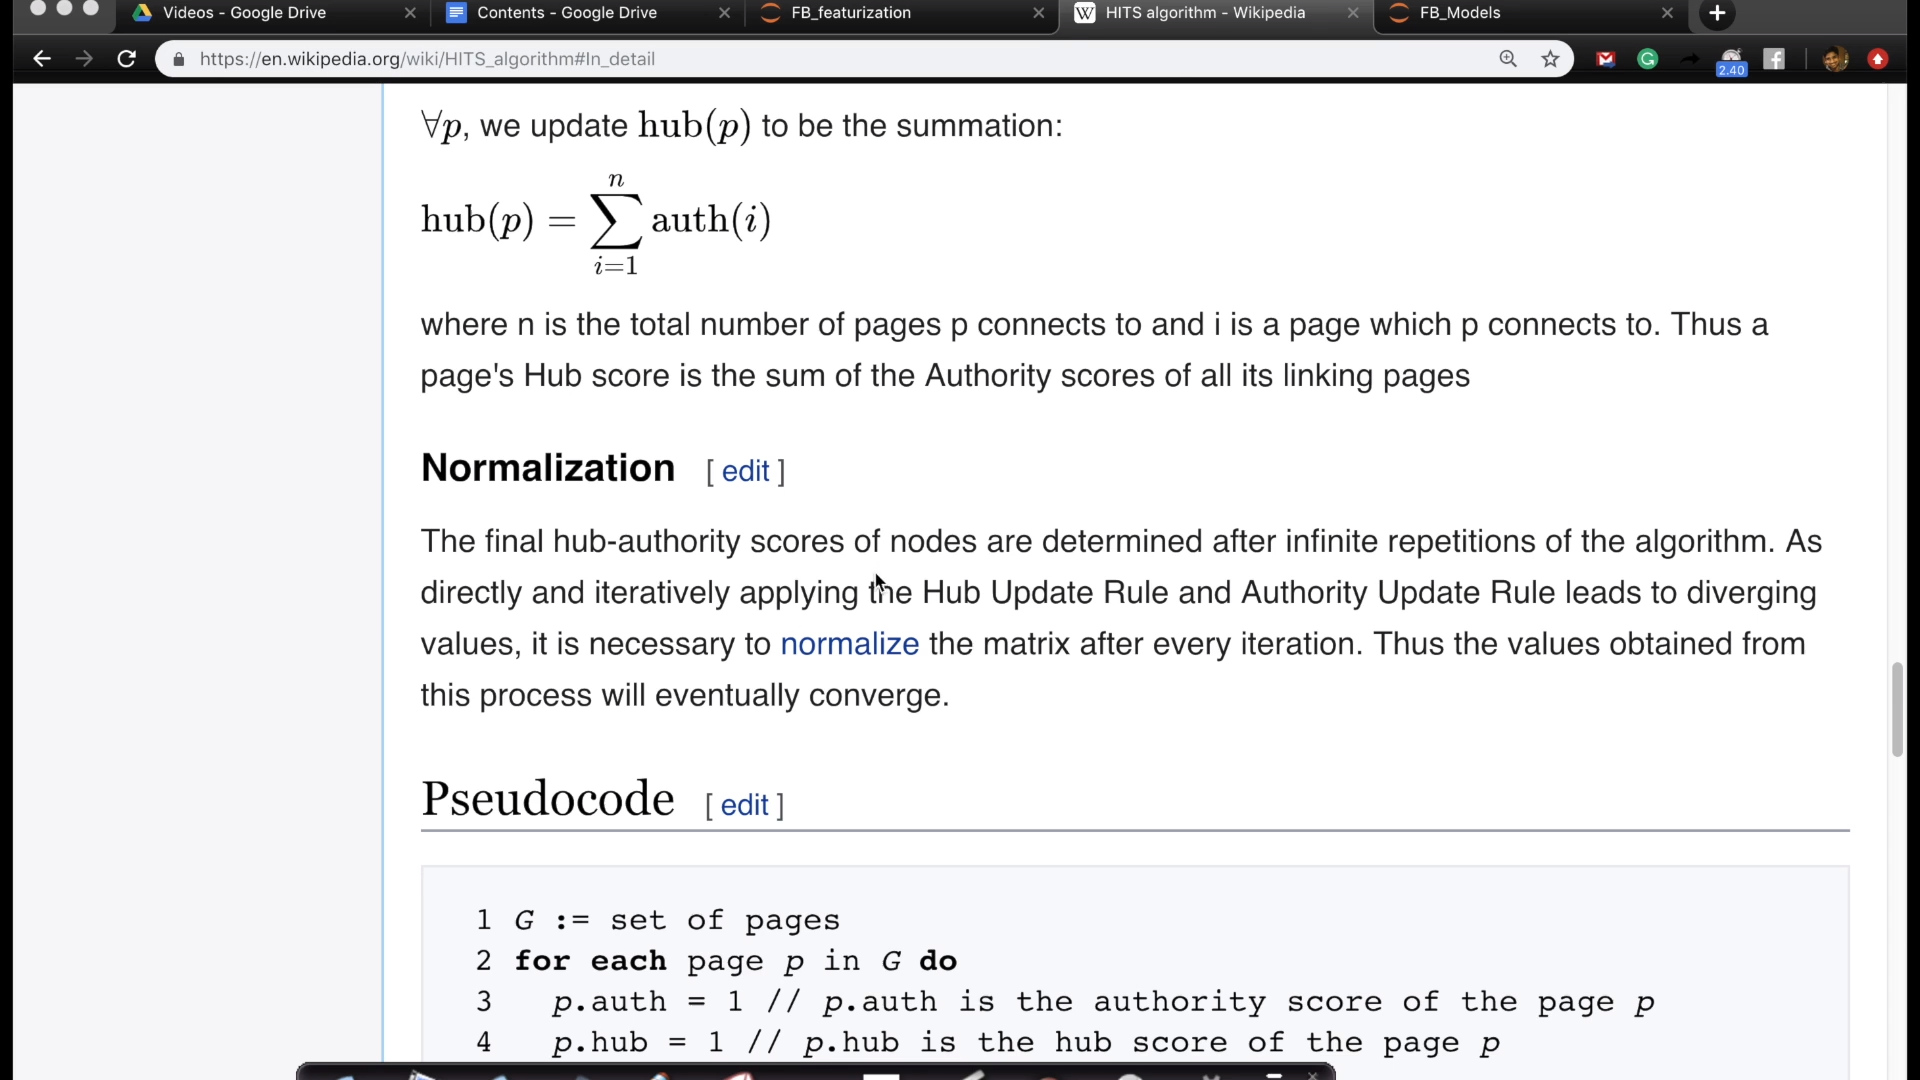 Videos - Google Drive
Contents - Google Drive
FB_featurization
W HITS algorithm - Wikipedia
FB_Models
https://en.wikipedia.org/wiki/HITS_algorithm#In_detail
2.40
∀p, we update hub(p) to be the summation:
n
hub(p) = ∑ auth(i)
i=1
where n is the total number of pages p connects to and i is a page which p connects to. Thus a
page's Hub score is the sum of the Authority scores of all its linking pages
Normalization [ edit ]
The final hub-authority scores of nodes are determined after infinite repetitions of the algorithm. As
directly and iteratively applying the Hub Update Rule and Authority Update Rule leads to diverging
values, it is necessary to normalize the matrix after every iteration. Thus the values obtained from
this process will eventually converge.
Pseudocode [ edit ]
1 G := set of pages
2 for each page p in G do
3 p.auth = 1 // p.auth is the authority score of the page p
4 p.hub = 1 // p.hub is the hub score of the page p